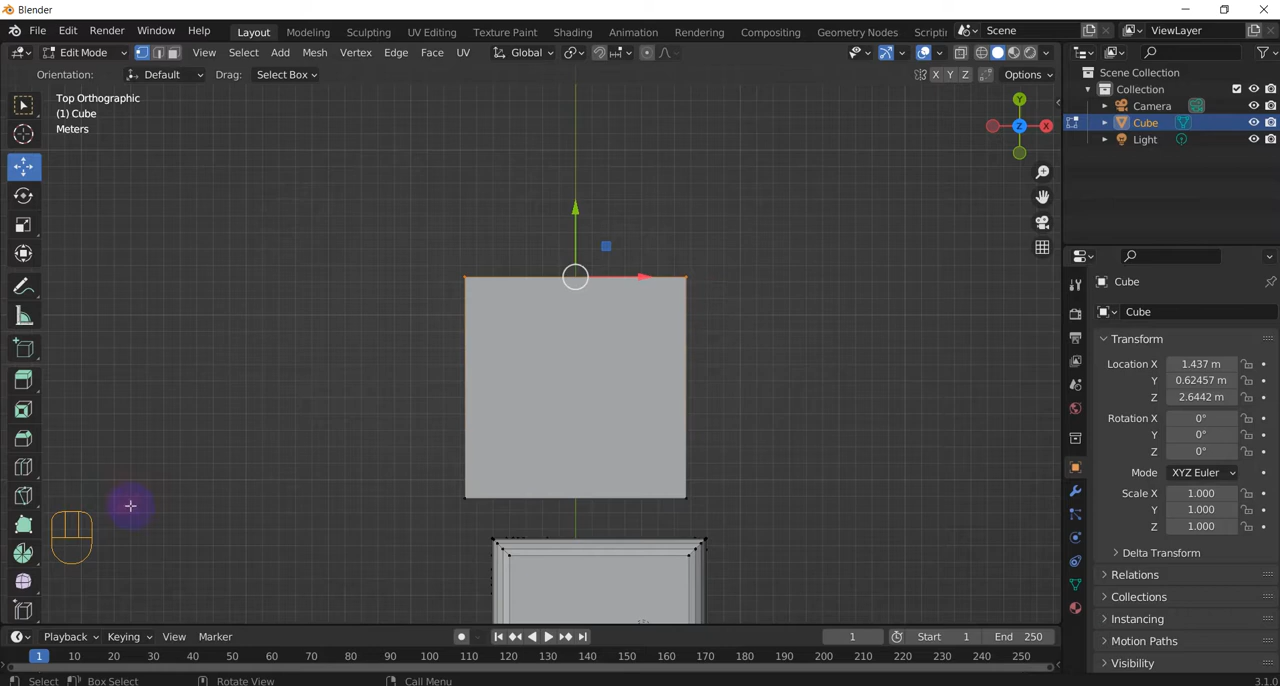 Blender
File Edit Render Window Help Layout Modeling Sculpting UV Editing Texture Paint Shading Animation Rendering Compositing Geometry Nodes Scriptin Scene ViewLayer
Edit Mode View Select Add Mesh Vertex Edge Face UV Global
Orientation: Default Drag: Select Box X Y Z Options
Scene Collection
Collection
Camera
Cube
Light
Top Orthographic
(1) Cube
Meters
Y
Z X
Cube
Cube
Transform
Location X 1.437 m
Y 0.62457 m
Z 2.6442 m
Rotation X 0°
Y 0°
Z 0°
Mode XYZ Euler
Scale X 1.000
Y 1.000
Z 1.000
Delta Transform
Relations
Collections
Instancing
Motion Paths
Visibility
Playback Keying View Marker 1 Start 1 End 250
1 10 20 30 40 50 60 70 80 90 100 110 120 130 140 150 160 170 180 190 200 210 220 230 240 250
Select Box Select Rotate View Call Menu 3.1.0